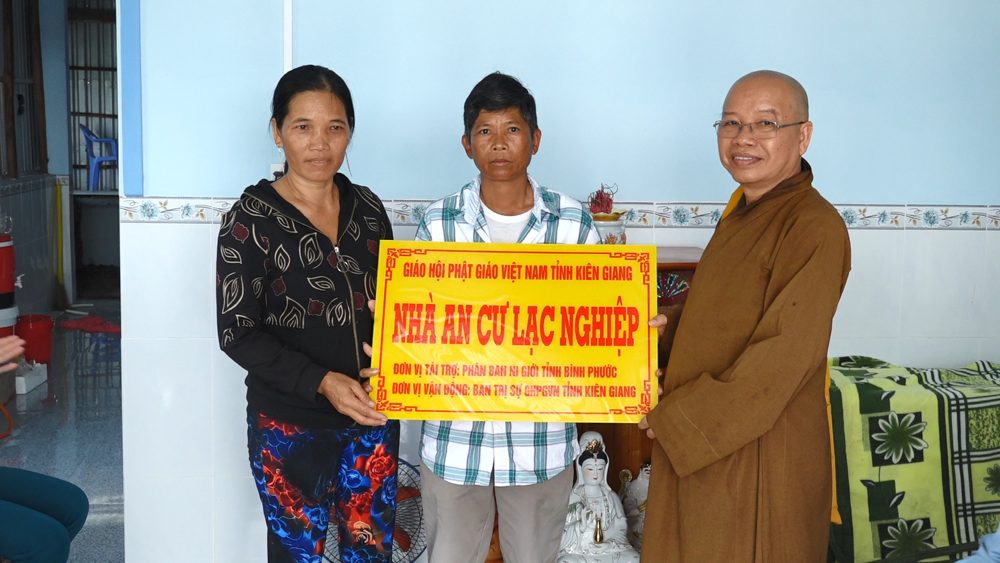 GIÁO HỘI PHẬT GIÁO VIỆT NAM TỈNH KIÊN GIANG
NHÀ AN CƯ LẠC NGHIỆP
ĐƠN VỊ TÀI TRỢ: PHÂN BAN NI GIỚI TỈNH BÌNH PHƯỚC
ĐƠN VỊ VẬN ĐỘNG: BAN TRỊ SỰ GHPGVN TỈNH KIÊN GIANG